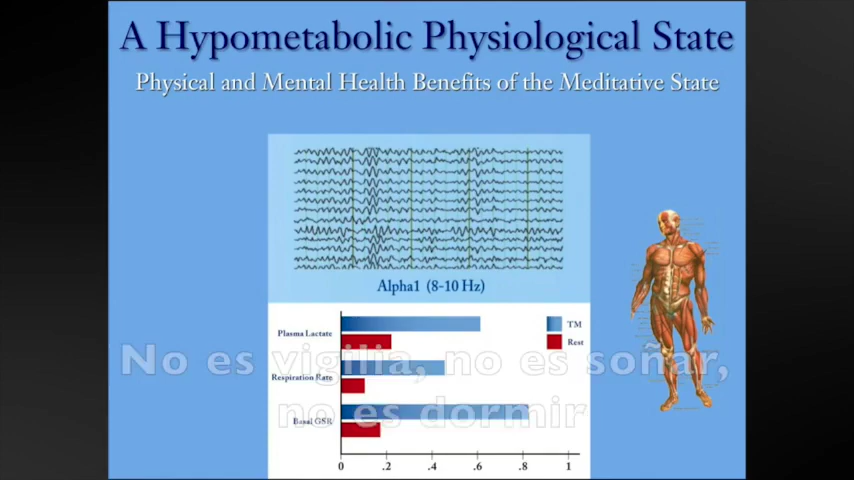 A Hypometabolic Physiological State
Physical and Mental Health Benefits of the Meditative State
Alpha1 (8-10 Hz)
Plasma Lactate
TM
Rest
No es vigilia, no es soñar,
Respiration Rate
no es dormir
Basal GSR
0 .2 .4 .6 .8 1